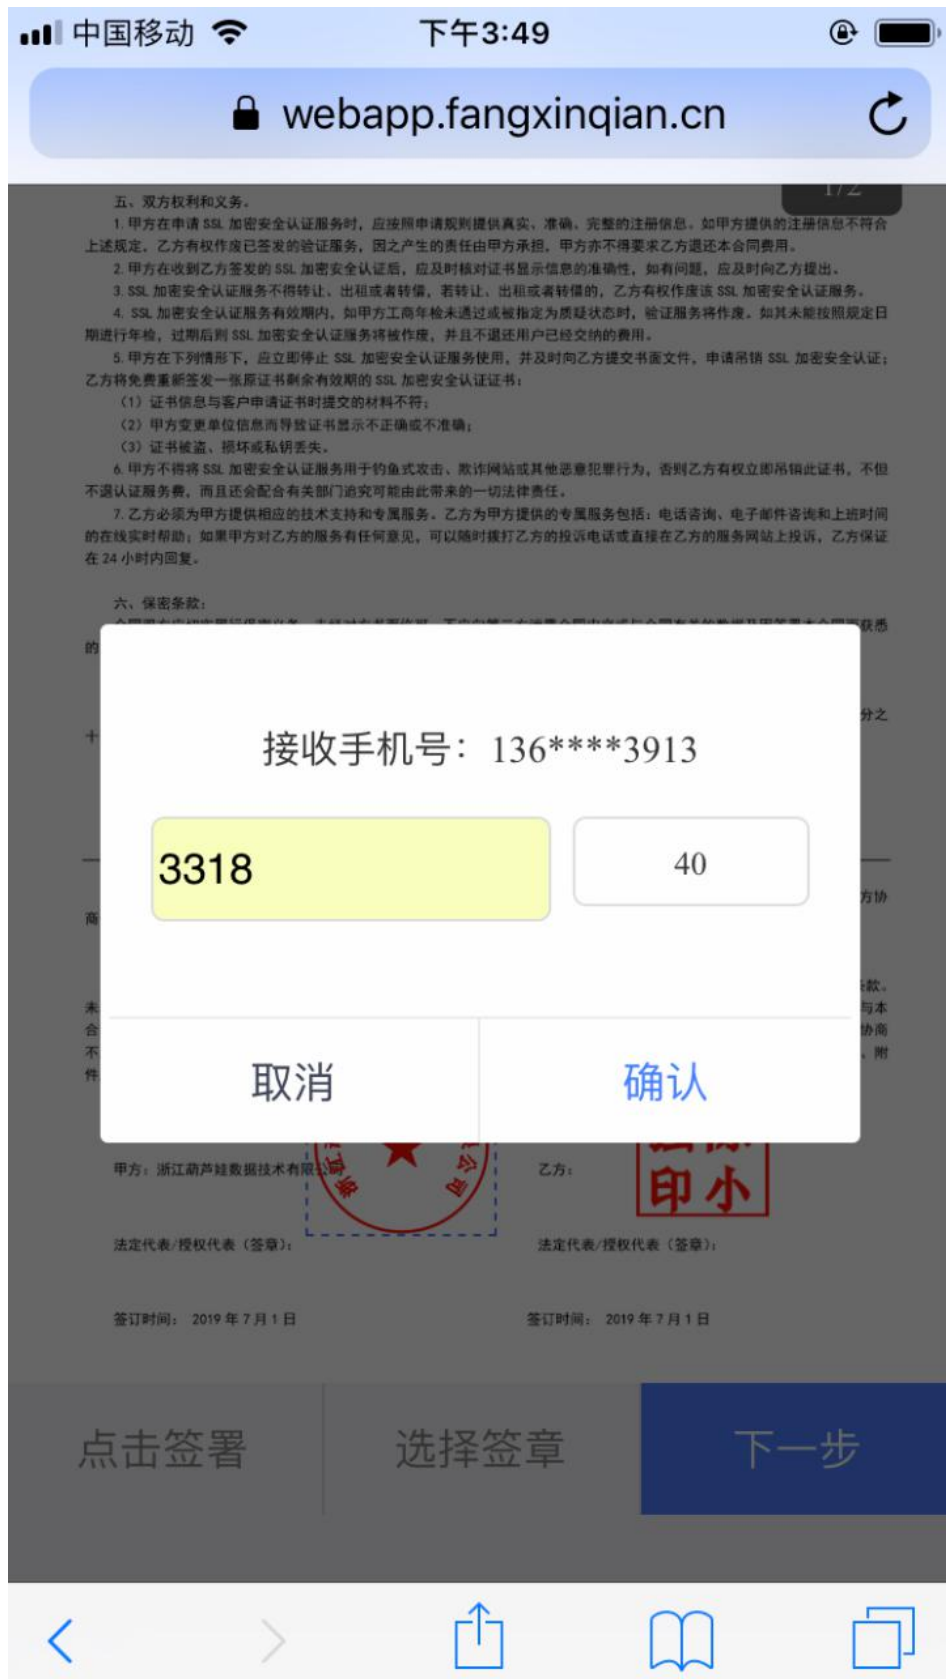 中国移动 下午3:49
webapp.fangxinqian.cn
1/2
五、双方权利和义务。
1. 甲方在申请 SSL 加密安全认证服务时，应按照申请规则提供真实、准确、完整的注册信息。如甲方提供的注册信息不符合
上述规定，乙方有权作废已签发的验证服务，因之产生的责任由甲方承担，甲方亦不得要求乙方退还本合同费用。
2. 甲方在收到乙方签发的 SSL 加密安全认证后，应及时核对证书显示信息的准确性，如有问题，应及时向乙方提出。
3. SSL 加密安全认证服务不得转让、出租或者转借，若转让、出租或者转借的，乙方有权作废该 SSL 加密安全认证服务。
4. SSL 加密安全认证服务有效期内，如甲方工商年检未通过或被指定为质疑状态时，验证服务将作废。如其未能按照规定日
期进行年检，过期后则 SSL 加密安全认证服务将被作废，并且不退还用户已经交纳的费用。
5. 甲方在下列情形下，应立即停止 SSL 加密安全认证服务使用，并及时向乙方提交书面文件，申请吊销 SSL 加密安全认证；
乙方将免费重新签发一张原证书剩余有效期的 SSL 加密安全认证证书：
（1）证书信息与客户申请证书时提交的材料不符；
（2）甲方变更单位信息而导致证书显示不正确或不准确；
（3）证书被盗、损坏或私钥丢失。
6. 甲方不得将 SSL 加密安全认证服务用于钓鱼式攻击、欺诈网站或其他恶意犯罪行为，否则乙方有权立即吊销此证书，不但
不退认证服务费，而且还会配合有关部门追究可能由此带来的一切法律责任。
7. 乙方必须为甲方提供相应的技术支持和专属服务。乙方为甲方提供的专属服务包括：电话咨询、电子邮件咨询和上班时间
的在线实时帮助；如果甲方对乙方的服务有任何意见，可以随时拨打乙方的投诉电话或直接在乙方的服务网站上投诉，乙方保证
在 24 小时内回复。
六、保密条款：
的 获悉
分之
十
接收手机号：136****3913
3318 40
方协
商
条款。
未 与本
合 协商
不 、附
件
取消 确认
甲方：浙江葫芦娃数据技术有限公司 乙方：
印小
法定代表/授权代表（签章）： 法定代表/授权代表（签章）：
签订时间： 2019 年 7 月 1 日 签订时间： 2019 年 7 月 1 日
点击签署 选择签章 下一步